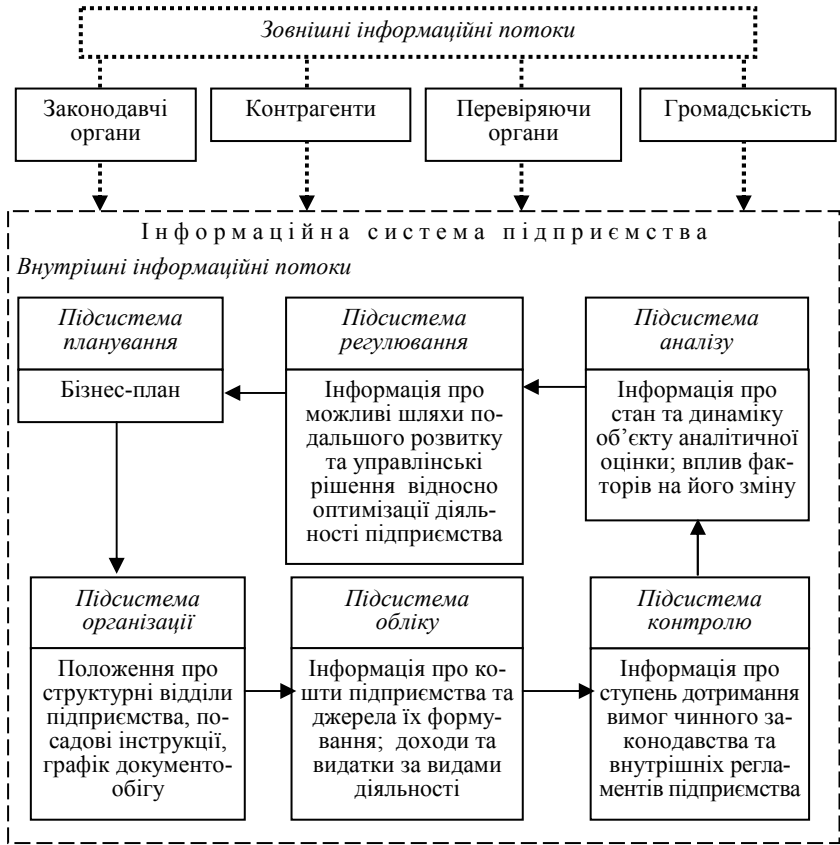 Зовнішні інформаційні потоки
Законодавчі
органи
Контрагенти
Перевіряючи
органи
Громадськість
Інформаційна система підприємства
Внутрішні інформаційні потоки
Підсистема
планування
Бізнес-план
Підсистема
регулювання
Інформація про
можливі шляхи по-
дальшого розвитку
та управлінські
рішення відносно
оптимізації діяль-
ності підприємства
Підсистема
аналізу
Інформація про
стан та динаміку
об’єкту аналітичної
оцінки; вплив фак-
торів на його зміну
Підсистема
організації
Положення про
структурні відділи
підприємства, по-
садові інструкції,
графік документо-
обігу
Підсистема
обліку
Інформація про ко-
шти підприємства та
джерела їх форму-
вання; доходи та
видатки за видами
діяльності
Підсистема
контролю
Інформація про
ступень дотримання
вимог чинного за-
конодавства та
внутрішніх регла-
ментів підприємства